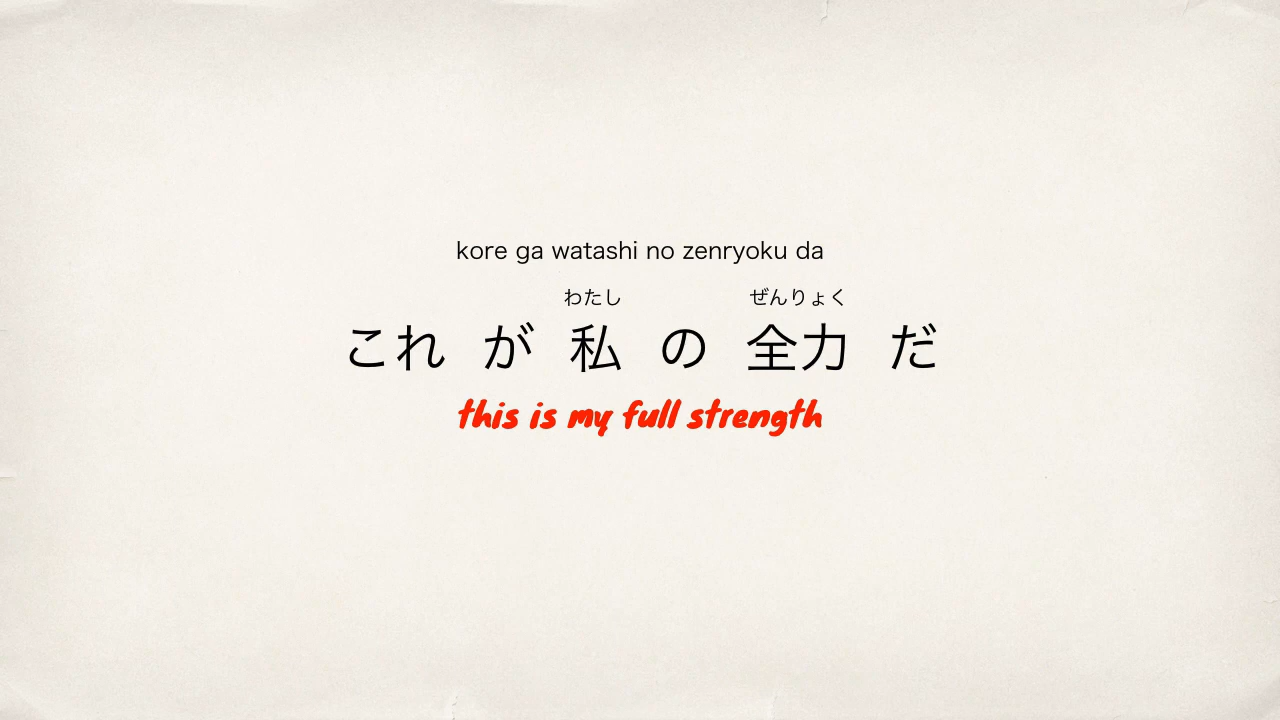 kore ga watashi no zenryoku da
わたし ぜんりょく
これ が 私 の 全力 だ
this is my full strength